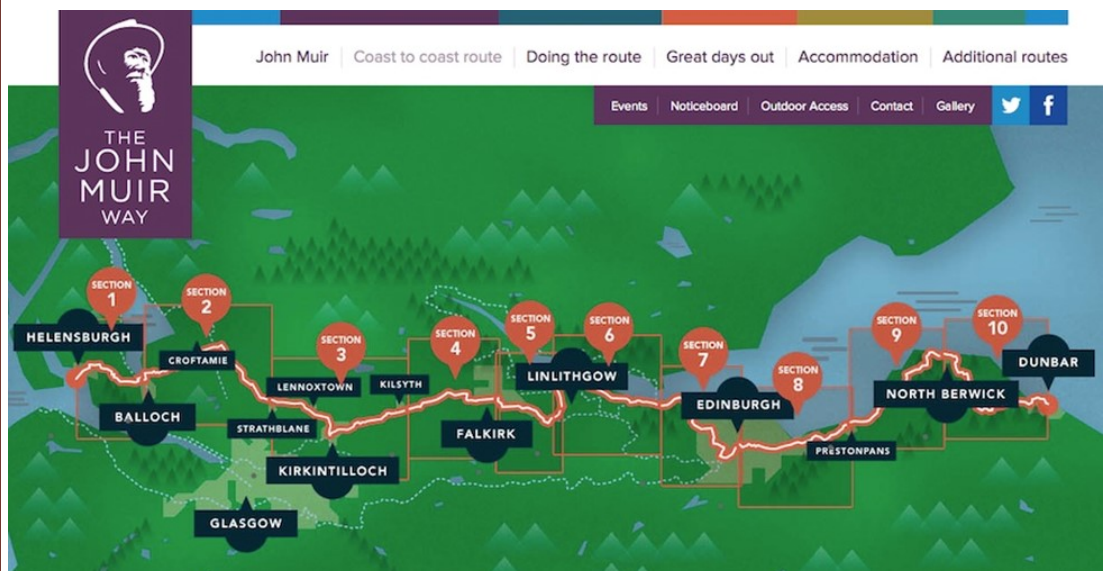 John Muir
Coast to coast route
Doing the route
Great days out
Accommodation
Additional routes
Events
Noticeboard
Outdoor Access
Contact
Gallery
THE
JOHN
MUIR
WAY
SECTION
1
SECTION
2
SECTION
3
SECTION
4
SECTION
5
SECTION
6
SECTION
7
SECTION
8
SECTION
9
SECTION
10
HELENSBURGH
CROFTAMIE
BALLOCH
LENNOXTOWN
KILSYTH
STRATHBLANE
KIRKINTILLOCH
GLASGOW
FALKIRK
LINLITHGOW
EDINBURGH
PRESTONPANS
NORTH BERWICK
DUNBAR